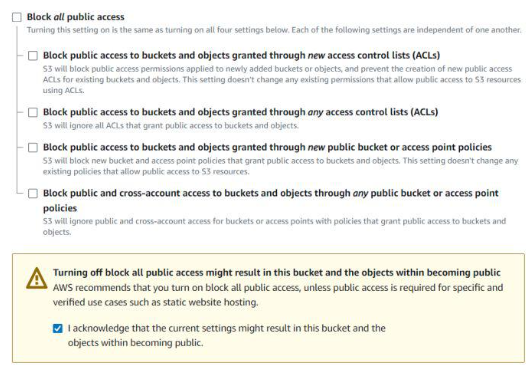 Block all public access
Turning this setting on is the same as turning on all four settings below. Each of the following settings are independent of one another.
Block public access to buckets and objects granted through new access control lists (ACLs)
S3 will block public access permissions applied to newly added buckets or objects, and prevent the creation of new public access
ACLs for existing buckets and objects. This setting doesn't change any existing permissions that allow public access to S3 resources
using ACLs.
Block public access to buckets and objects granted through any access control lists (ACLs)
S3 will ignore all ACLs that grant public access to buckets and objects.
Block public access to buckets and objects granted through new public bucket or access point policies
S3 will block new bucket and access point policies that grant public access to buckets and objects. This setting doesn't change any
existing policies that allow public access to S3 resources.
Block public and cross-account access to buckets and objects through any public bucket or access point
policies
S3 will ignore public and cross-account access for buckets or access points with policies that grant public access to buckets and
objects.
Turning off block all public access might result in this bucket and the objects within becoming public
AWS recommends that you turn on block all public access, unless public access is required for specific and
verified use cases such as static website hosting.
I acknowledge that the current settings might result in this bucket and the
objects within becoming public.